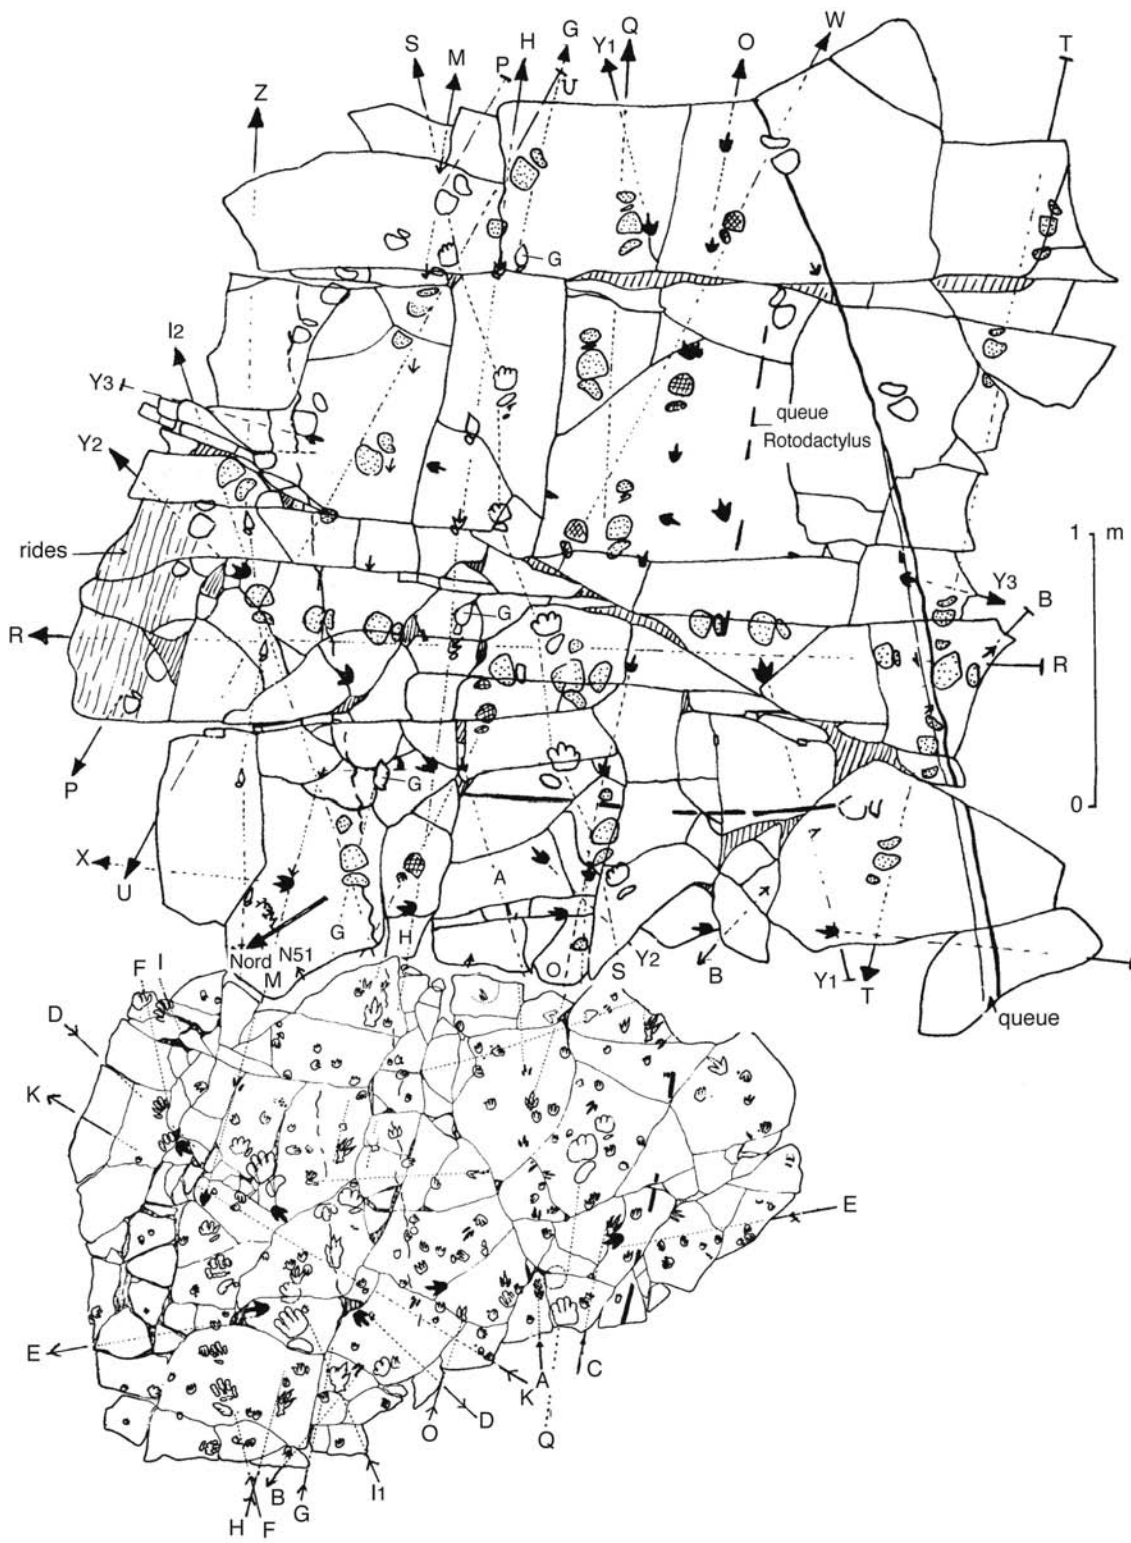 W
Q
G
T
O
S
H
Y1
M
P
U
Z
G
I2
Y3
queue
Rotodactylus
Y2
1 m
rides
Y3
B
G
R
R
G
P
0
X
A
U
G
H
Nord
N51
M
O
S
Y2
B
Y1
T
F
I
queue
D
K
E
I
E
C
A
K
D
O
Q
I1
B
G
H
F